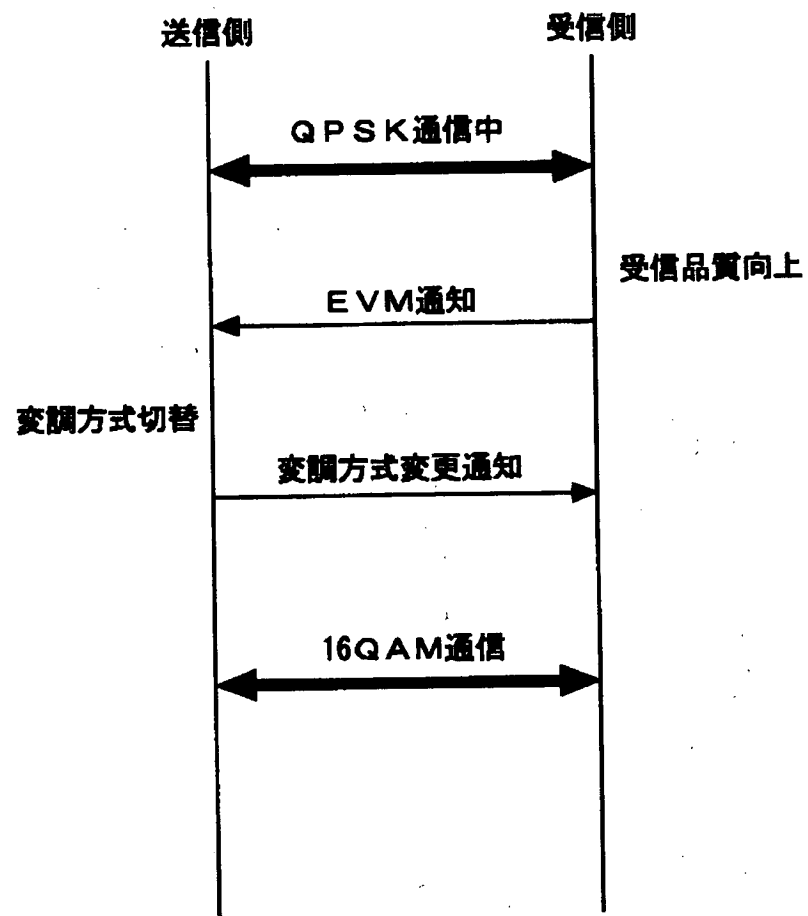 送信側
受信側
QPSK通信中
受信品質向上
EVM通知
変調方式切替
変調方式変更通知
16QAM通信